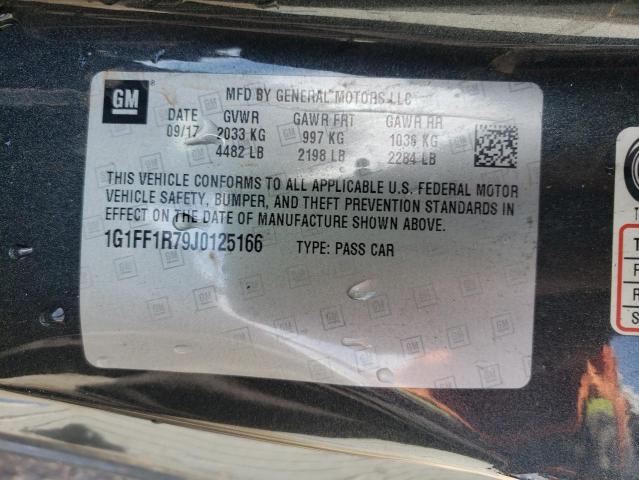 GM
MFD BY GENERAL MOTORS LLC
DATE GVWR GAWR FRT GAWR RR
09/17 2033 KG 997 KG 1036 KG
4482 LB 2198 LB 2284 LB
THIS VEHICLE CONFORMS TO ALL APPLICABLE U.S. FEDERAL MOTOR
VEHICLE SAFETY, BUMPER, AND THEFT PREVENTION STANDARDS IN
EFFECT ON THE DATE OF MANUFACTURE SHOWN ABOVE.
1G1FF1R79J0125166 TYPE: PASS CAR